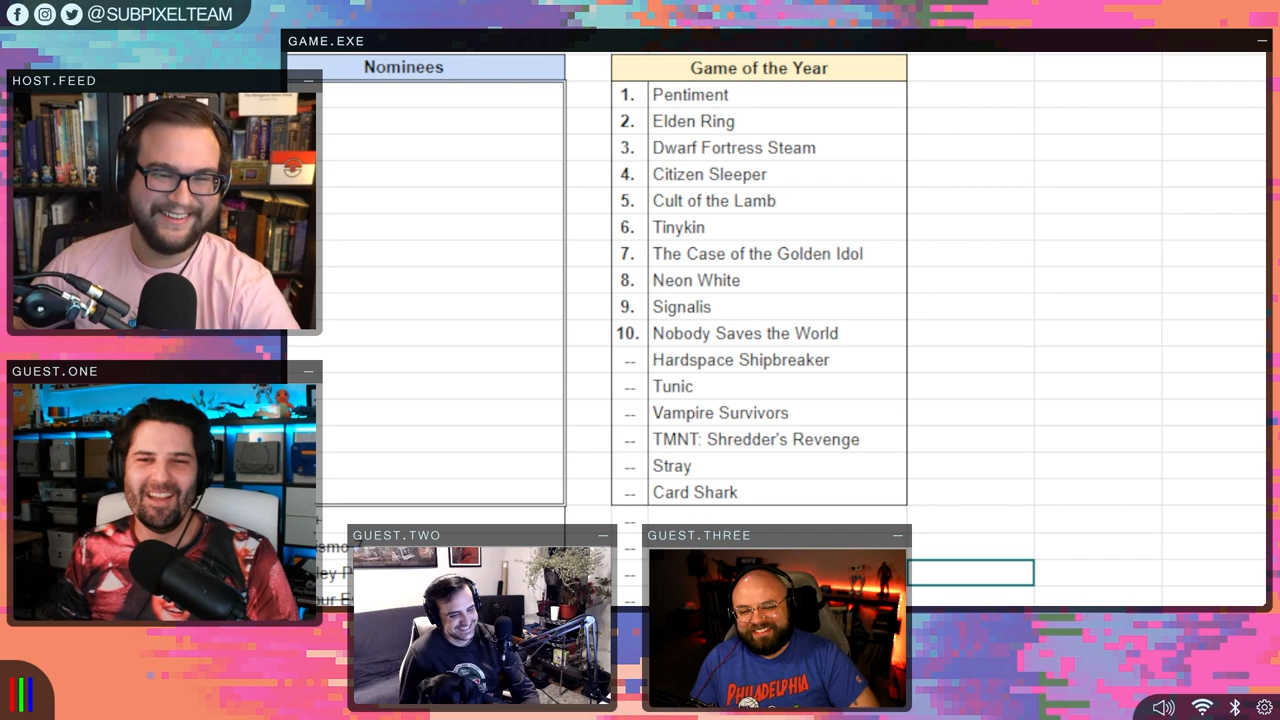 @SUBPIXELTEAM
GAME.EXE
HOST.FEED
Nominees
Game of the Year
1. Pentiment
2. Elden Ring
3. Dwarf Fortress Steam
4. Citizen Sleeper
5. Cult of the Lamb
6. Tinykin
7. The Case of the Golden Idol
8. Neon White
9. Signalis
10. Nobody Saves the World
-- Hardspace Shipbreaker
-- Tunic
-- Vampire Survivors
-- TMNT: Shredder's Revenge
-- Stray
-- Card Shark
--
--
--
--
GUEST.ONE
GUEST.TWO
GUEST.THREE
PHILADELPHIA